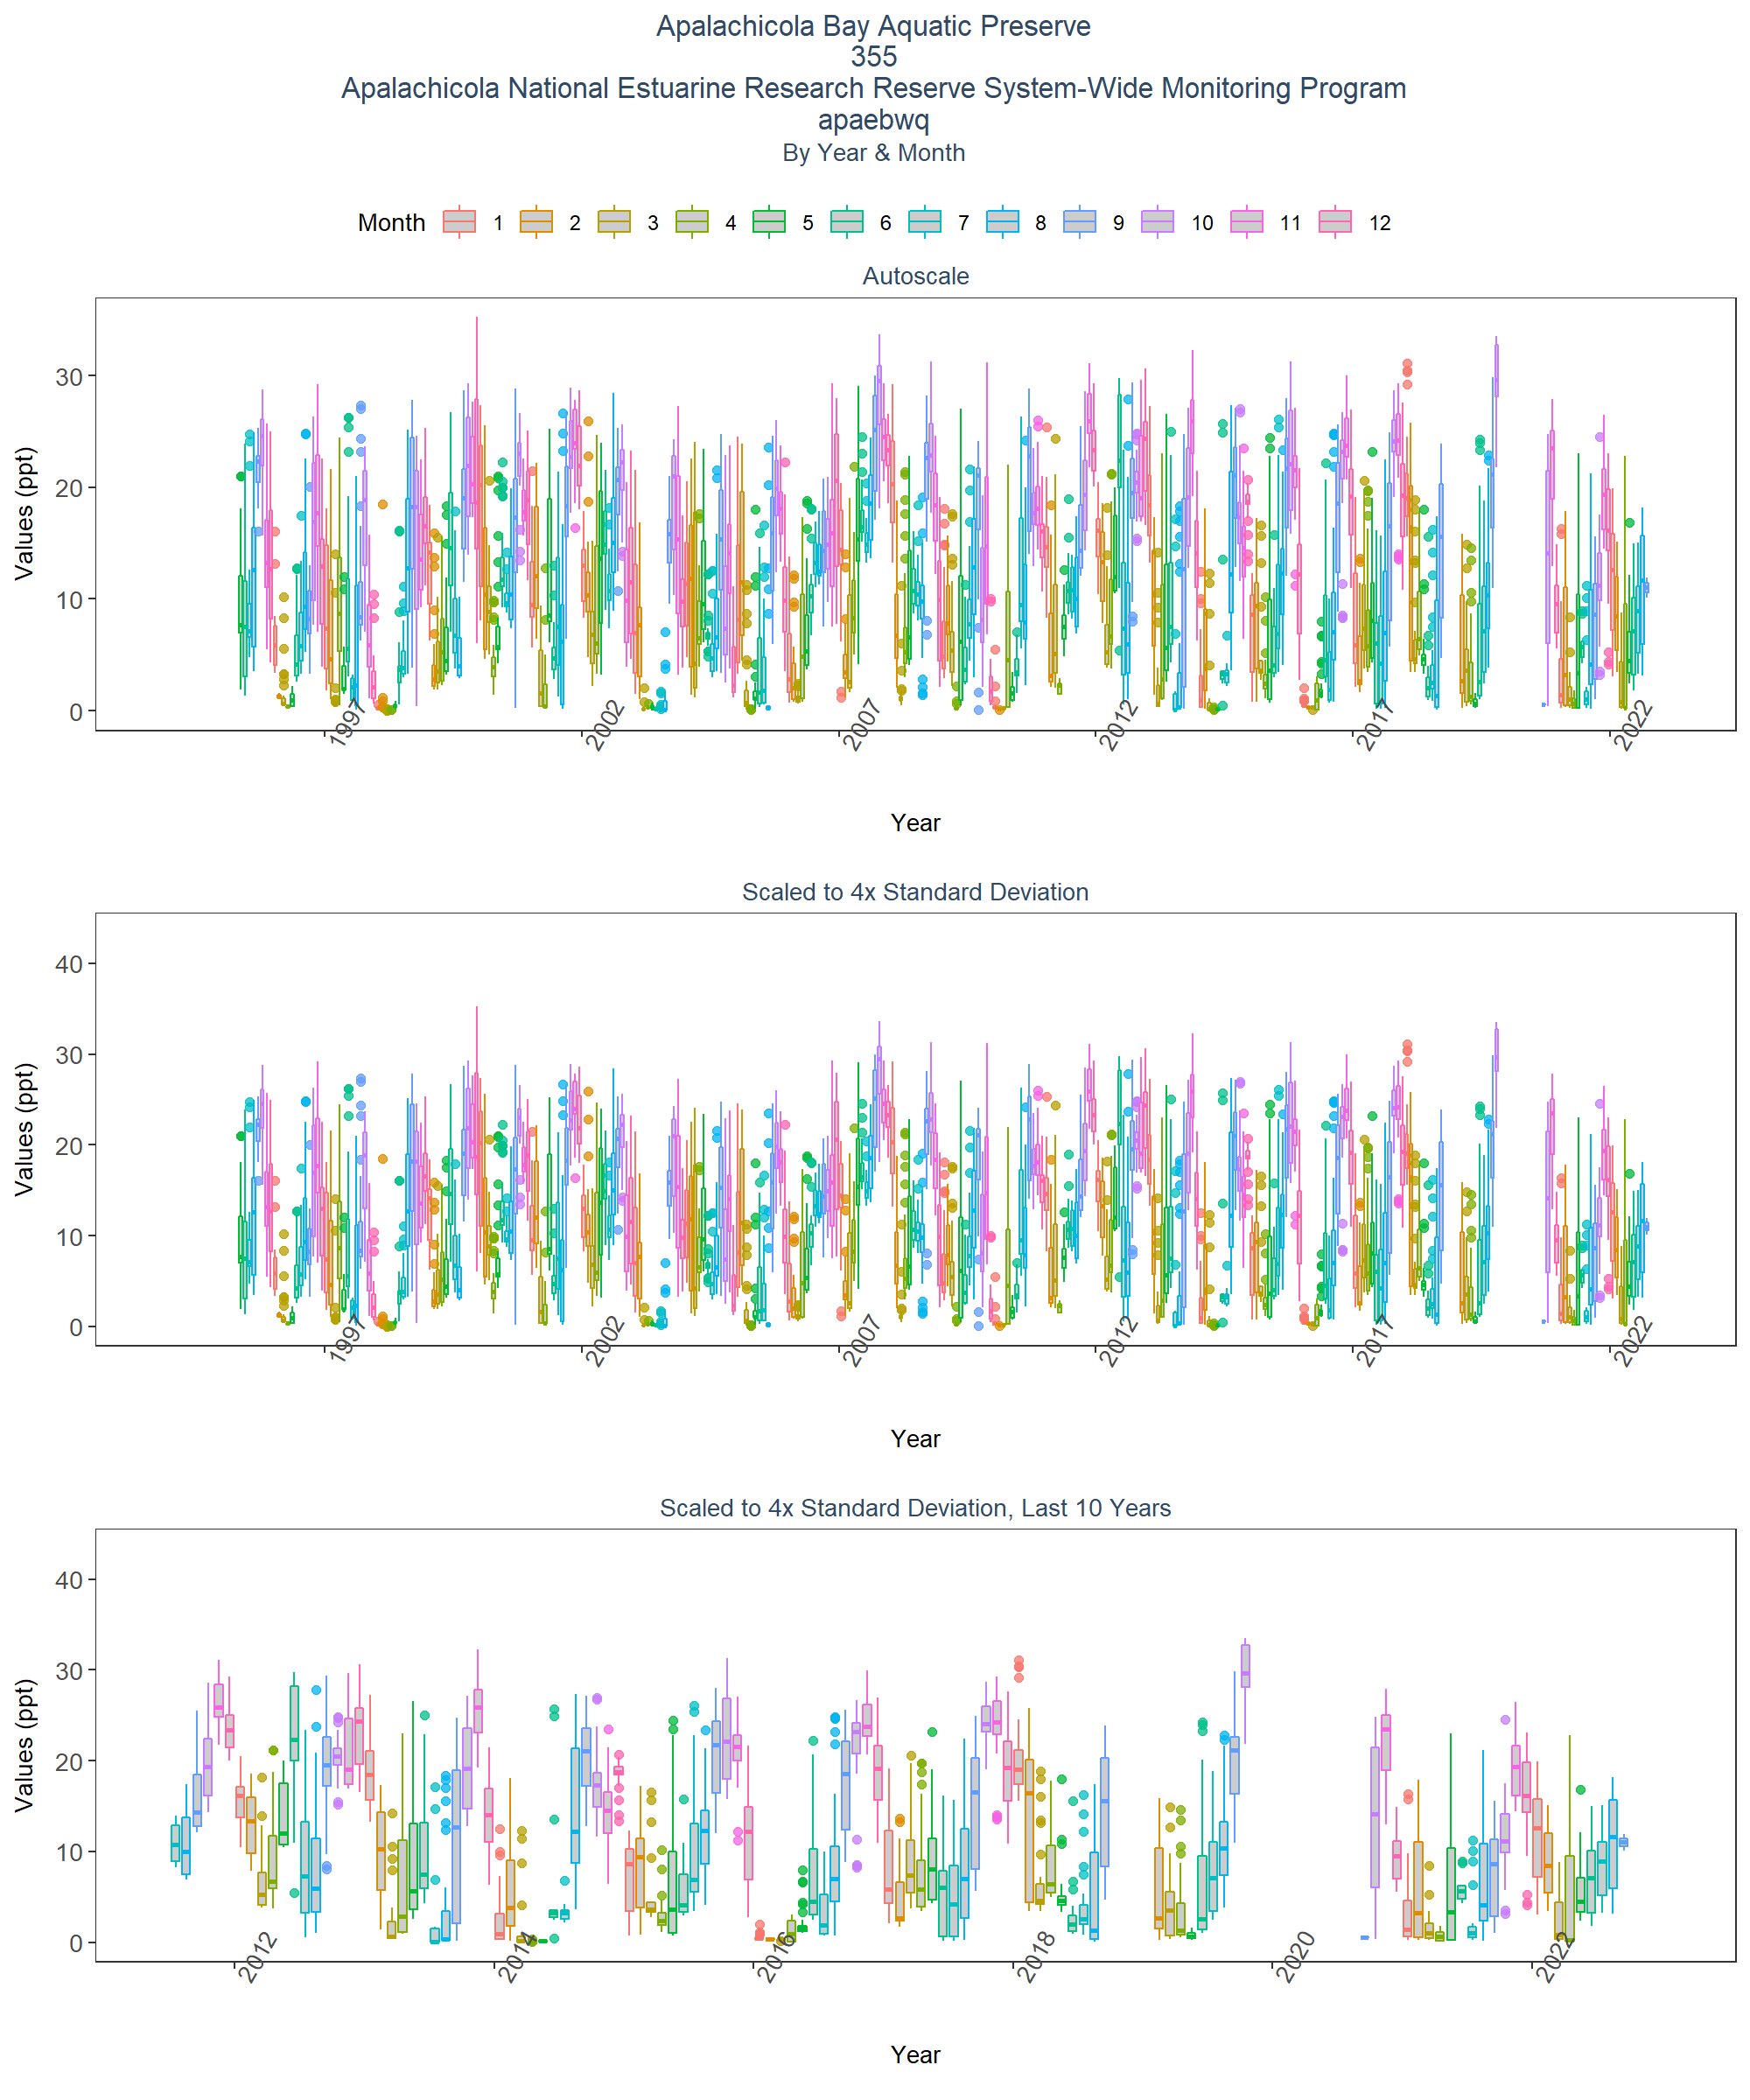 Apalachicola Bay Aquatic Preserve
355
Apalachicola National Estuarine Research Reserve System-Wide Monitoring Program
apaebwq
By Year & Month
Month 1 2 3 4 5 6 7 8 9 10 11 12
Autoscale
Values (ppt)
30
20
10
0
1997 2002 2007 2012 2017 2022
Year
Scaled to 4x Standard Deviation
Values (ppt)
40
30
20
10
0
1997 2002 2007 2012 2017 2022
Year
Scaled to 4x Standard Deviation, Last 10 Years
Values (ppt)
40
30
20
10
0
2012 2014 2016 2018 2020 2022
Year